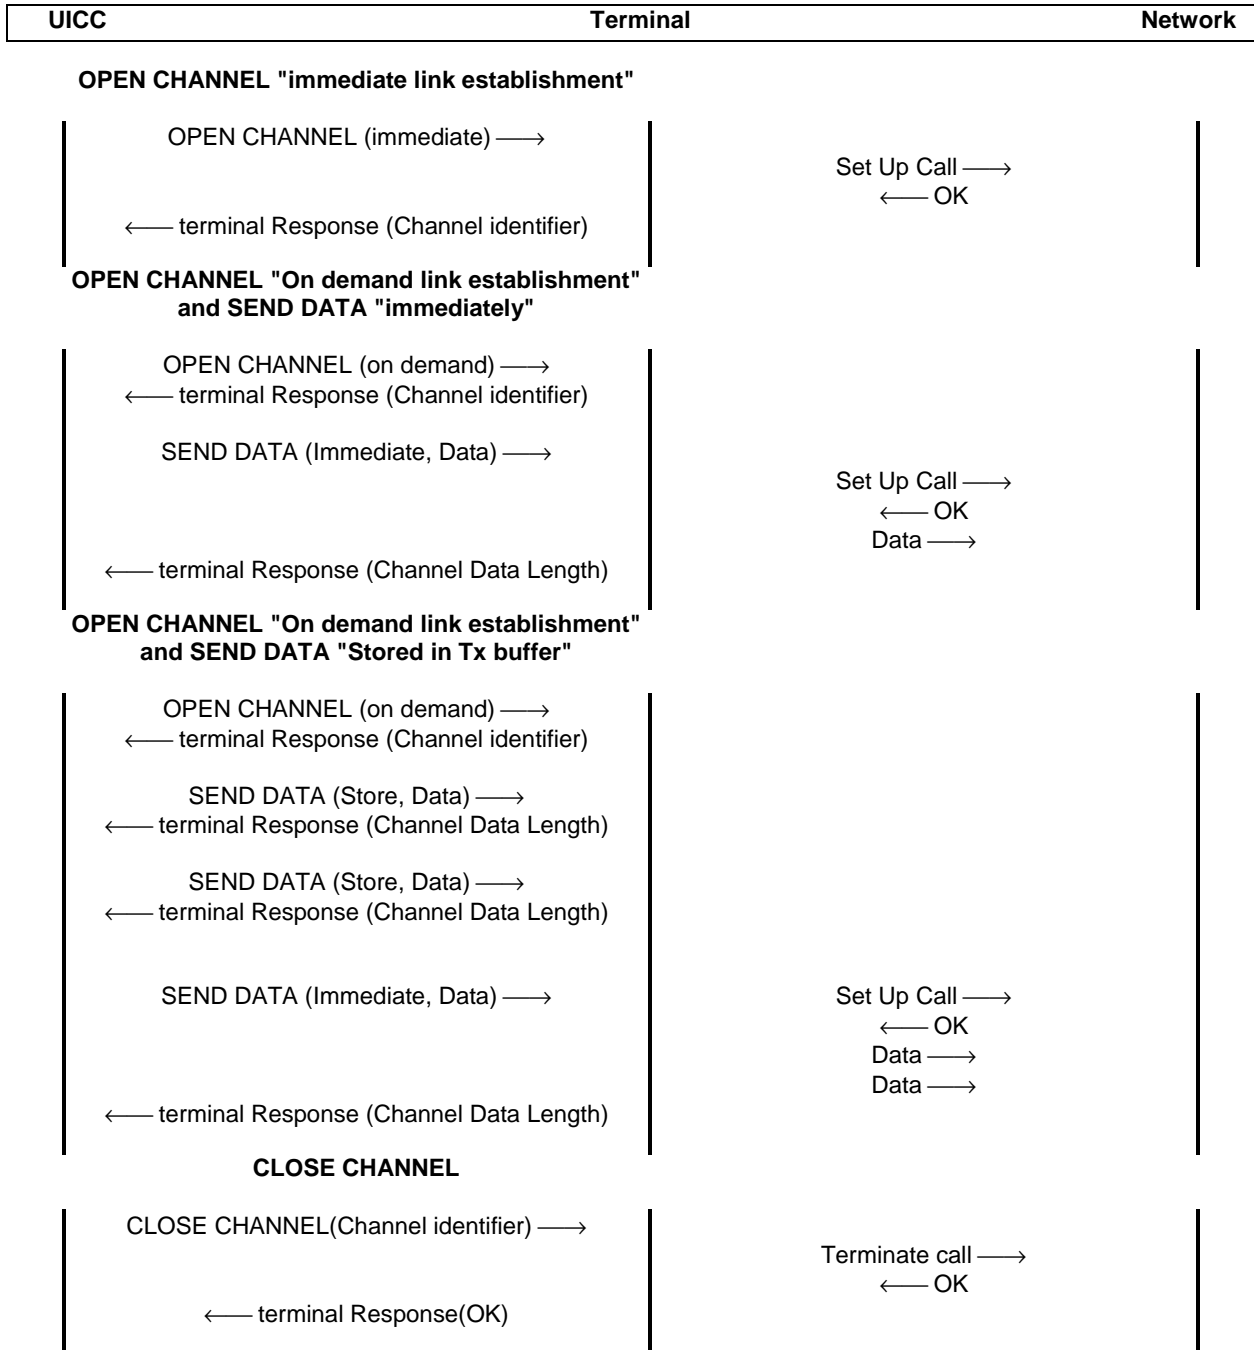 UICC Terminal Network
OPEN CHANNEL "immediate link establishment"
OPEN CHANNEL (immediate) ⟶
Set Up Call ⟶
⟵ OK
⟵ terminal Response (Channel identifier)
OPEN CHANNEL "On demand link establishment"
and SEND DATA "immediately"
OPEN CHANNEL (on demand) ⟶
⟵ terminal Response (Channel identifier)
SEND DATA (Immediate, Data) ⟶
Set Up Call ⟶
⟵ OK
Data ⟶
⟵ terminal Response (Channel Data Length)
OPEN CHANNEL "On demand link establishment"
and SEND DATA "Stored in Tx buffer"
OPEN CHANNEL (on demand) ⟶
⟵ terminal Response (Channel identifier)
SEND DATA (Store, Data) ⟶
⟵ terminal Response (Channel Data Length)
SEND DATA (Store, Data) ⟶
⟵ terminal Response (Channel Data Length)
SEND DATA (Immediate, Data) ⟶ Set Up Call ⟶
⟵ OK
Data ⟶
Data ⟶
⟵ terminal Response (Channel Data Length)
CLOSE CHANNEL
CLOSE CHANNEL(Channel identifier) ⟶
Terminate call ⟶
⟵ OK
⟵ terminal Response(OK)